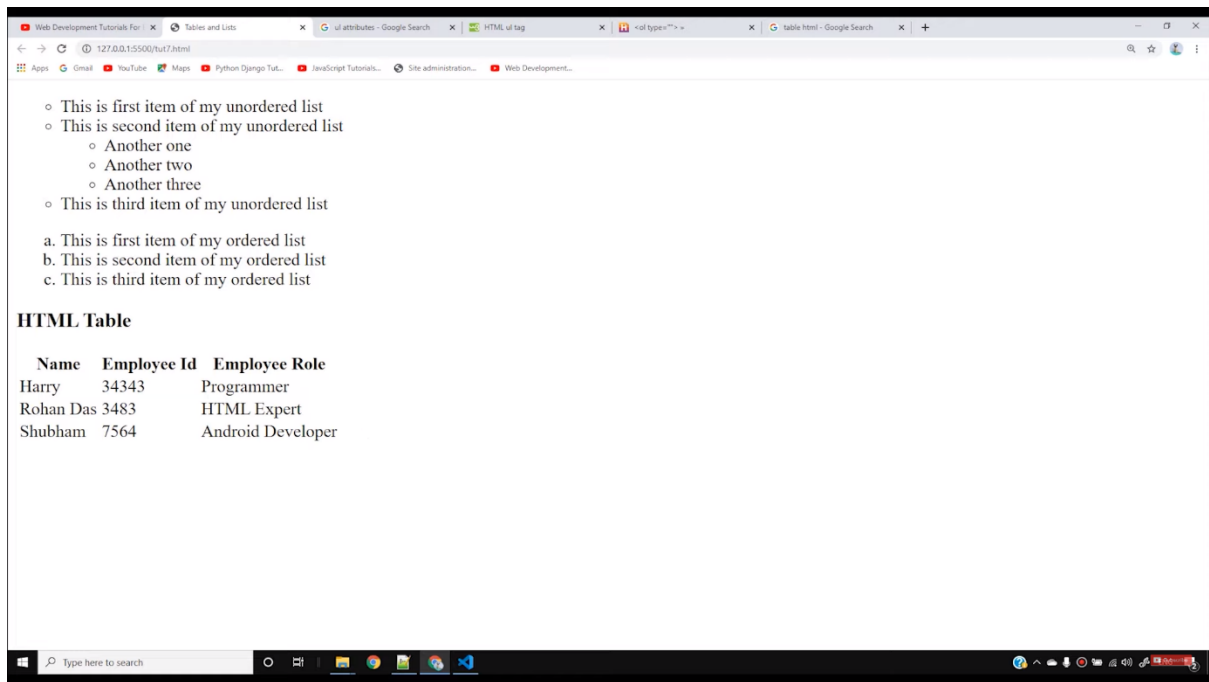 Web Development Tutorials For
Tables and Lists
ul attributes - Google Search
HTML ul tag
<ol type=""> »
table html - Google Search
127.0.0.1:5500/tut7.html
Apps
Gmail
YouTube
Maps
Python Django Tut...
JavaScript Tutorials...
Site administration...
Web Development...
This is first item of my unordered list
This is second item of my unordered list
Another one
Another two
Another three
This is third item of my unordered list
a. This is first item of my ordered list
b. This is second item of my ordered list
c. This is third item of my ordered list
HTML Table
Name Employee Id Employee Role
Harry 34343 Programmer
Rohan Das 3483 HTML Expert
Shubham 7564 Android Developer
Type here to search